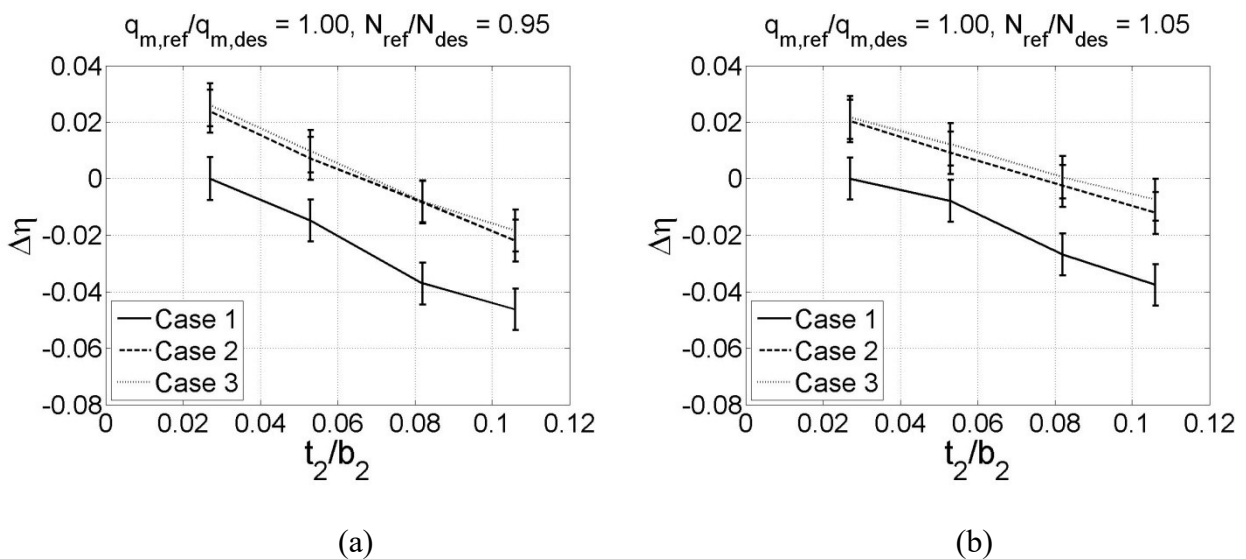 q_m,ref/q_m,des = 1.00, N_ref/N_des = 0.95
0.04
0.02
0
-0.02
-0.04
-0.06
-0.08
Δη
Case 1
Case 2
Case 3
0 0.02 0.04 0.06 0.08 0.1 0.12
t_2/b_2
(a)
q_m,ref/q_m,des = 1.00, N_ref/N_des = 1.05
0.04
0.02
0
-0.02
-0.04
-0.06
-0.08
Δη
Case 1
Case 2
Case 3
0 0.02 0.04 0.06 0.08 0.1 0.12
t_2/b_2
(b)